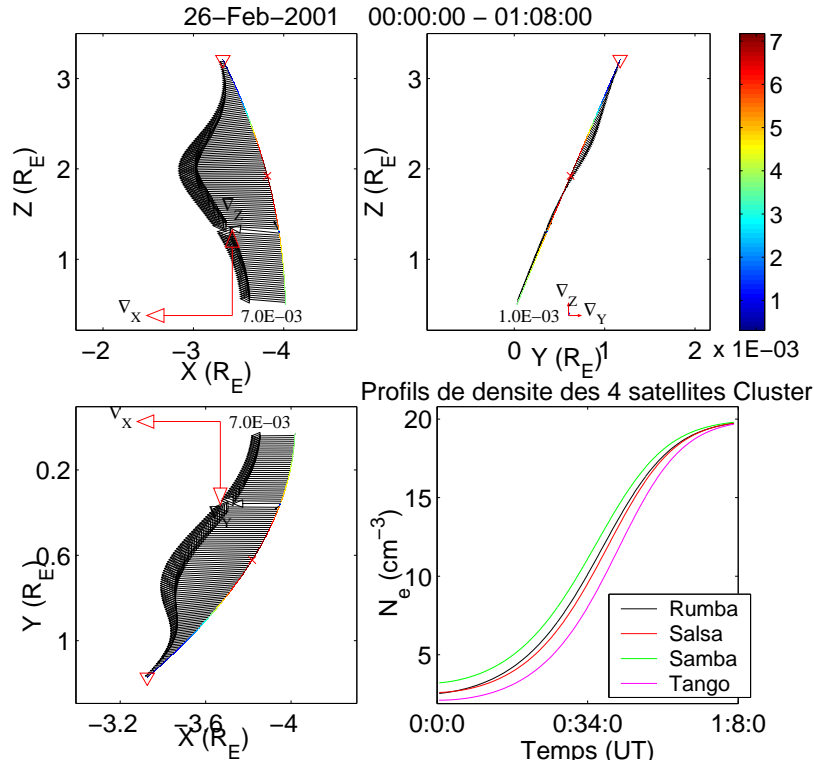 26−Feb−2001 00:00:00 − 01:08:00
3
2
1
Z (R_E)
∇_Z
∇_X
7.0E−03
−2
−3
−4
X (R_E)
3
2
1
Z (R_E)
1.0E−03
∇_Z
∇_Y
0
1
2
Y (R_E)
7
6
5
4
3
2
1
x 1E−03
∇_X
7.0E−03
0.2
0.6
1
Y (R_E)
Y
−3.2
−3.6
−4
X (R_E)
Profils de densite des 4 satellites Cluster
20
15
10
5
N_e (cm^−3)
Rumba
Salsa
Samba
Tango
0:0:0
0:34:0
1:8:0
Temps (UT)